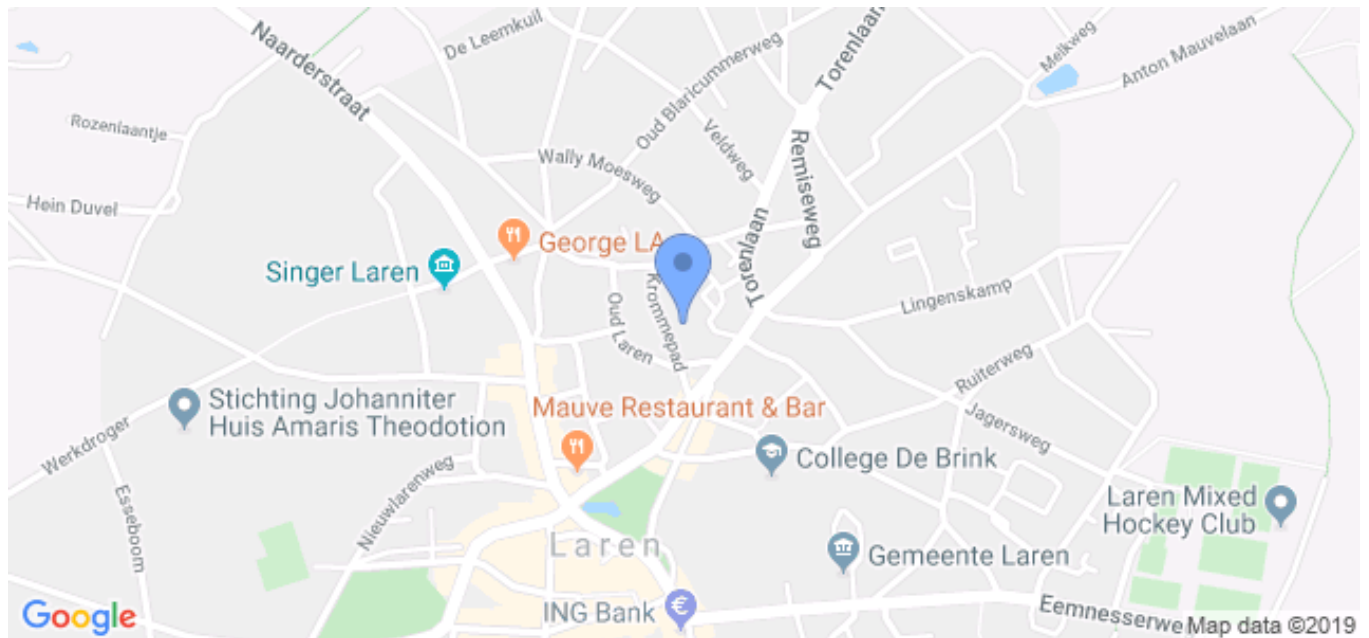 Naarderstraat
De Leemkuil
Oud Blaricummerweg
Torenlaan
Melkweg
Anton Mauvelaan
Rozenlaantje
Veldweg
Wally Moesweg
Remiseweg
Hein Duvel
George LA
Torenlaan
Singer Laren
Krommepad
Lingenskamp
Oud Laren
Ruiterweg
Stichting Johanniter
Huis Amaris Theodotion
Mauve Restaurant & Bar
Jagersweg
Werkdroger
College De Brink
Nieuwlarenweg
Esseboom
Laren Mixed
Hockey Club
Laren
Gemeente Laren
ING Bank
€
Eemnesserwe
Google
Map data ©2019